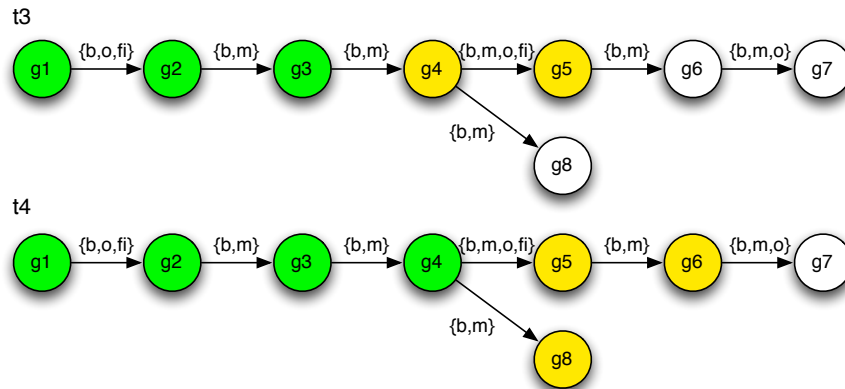 t3
{b,o,fi} {b,m} {b,m} {b,m,o,fi} {b,m} {b,m,o}
g1 g2 g3 g4 g5 g6 g7
{b,m}
g8
t4
{b,o,fi} {b,m} {b,m} {b,m,o,fi} {b,m} {b,m,o}
g1 g2 g3 g4 g5 g6 g7
{b,m}
g8